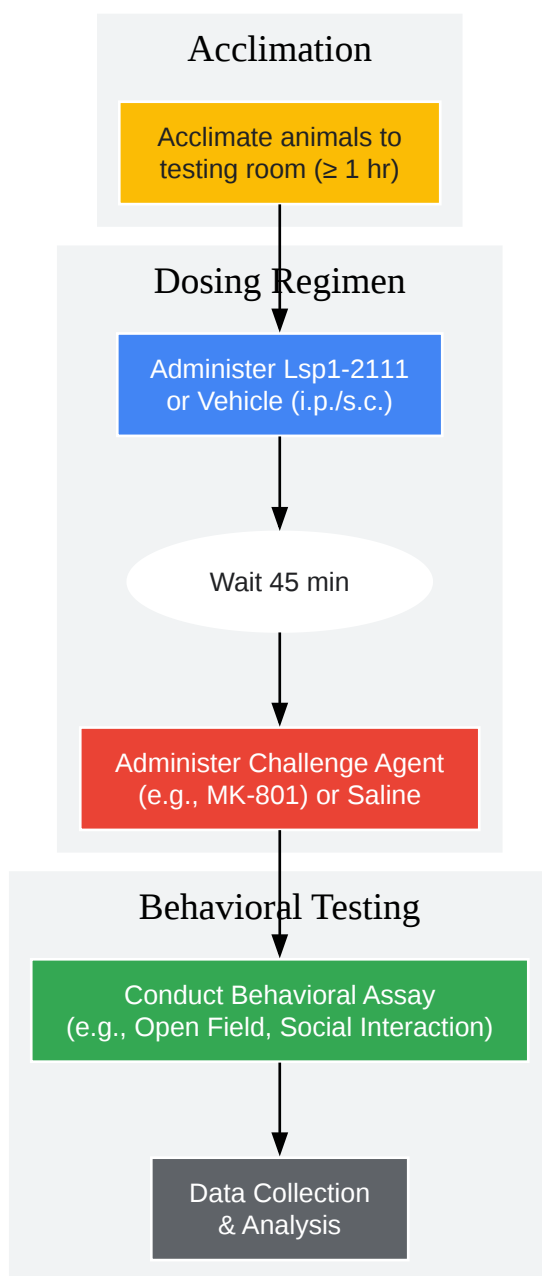 Acclimation
Acclimate animals to
testing room (≥ 1 hr)
Dosing Regimen
Administer Lsp1-2111
or Vehicle (i.p./s.c.)
Wait 45 min
Administer Challenge Agent
(e.g., MK-801) or Saline
Behavioral Testing
Conduct Behavioral Assay
(e.g., Open Field, Social Interaction)
Data Collection
& Analysis